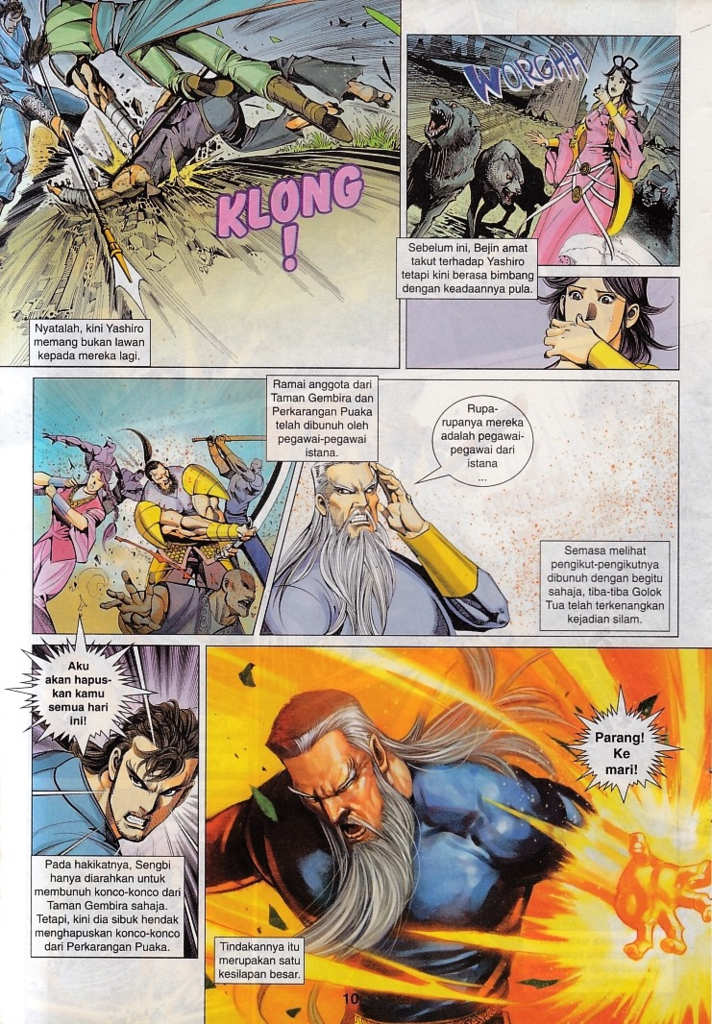 WORGHH
KLONG
!
Nyatalah, kini Yashiro
memang bukan lawan
kepada mereka lagi.
Sebelum ini, Bejin amat
takut terhadap Yashiro
tetapi kini berasa bimbang
dengan keadaannya pula.
Ramai anggota dari
Taman Gembira dan
Perkarangan Puaka
telah dibunuh oleh
pegawai-pegawai
istana.
Rupa-
rupanya mereka
adalah pegawai-
pegawai dari
istana
...
Semasa melihat
pengikut-pengikutnya
dibunuh dengan begitu
sahaja, tiba-tiba Golok
Tua telah terkenangkan
kejadian silam.
Aku
akan hapus-
kan kamu
semua hari
ini!
Pada hakikatnya, Sengbi
hanya diarahkan untuk
membunuh konco-konco dari
Taman Gembira sahaja.
Tetapi, kini dia sibuk hendak
menghapuskan konco-konco
dari Perkarangan Puaka.
Parang!
Ke
mari!
Tindakannya itu
merupakan satu
kesilapan besar.
10